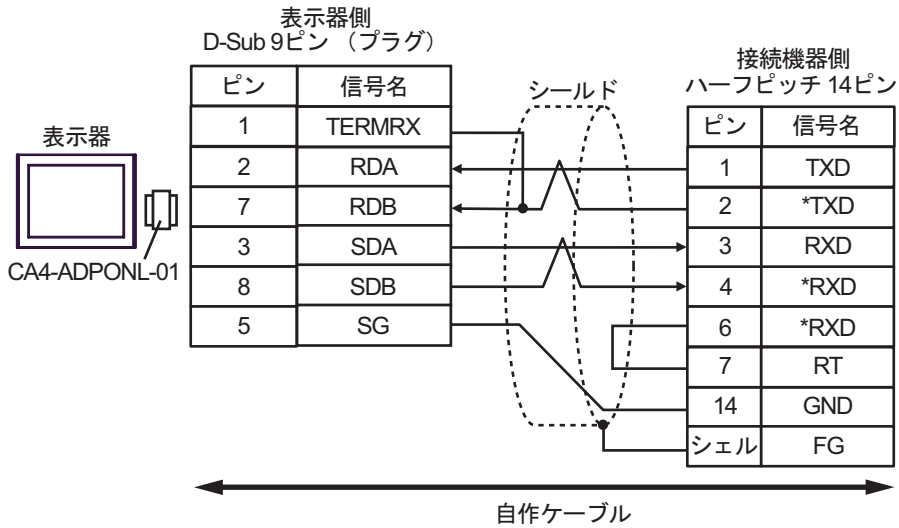 表示器側
D-Sub 9ピン （プラグ）
ピン 信号名
1 TERMRX
2 RDA
7 RDB
3 SDA
8 SDB
5 SG
表示器
CA4-ADPONL-01
シールド
接続機器側
ハーフピッチ 14ピン
ピン 信号名
1 TXD
2 *TXD
3 RXD
4 *RXD
6 *RXD
7 RT
14 GND
シェル FG
自作ケーブル